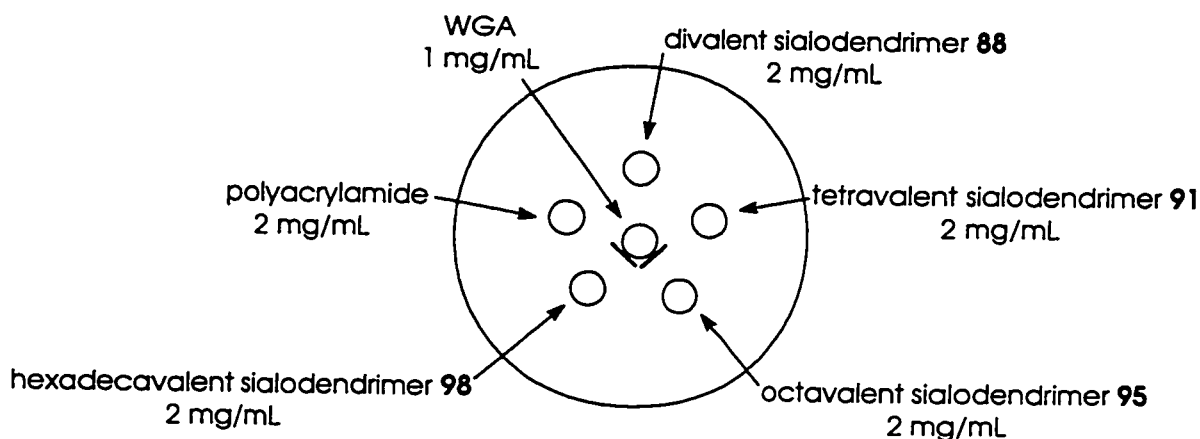 WGA
1 mg/mL
divalent sialodendrimer 88
2 mg/mL
polyacrylamide
2 mg/mL
tetravalent sialodendrimer 91
2 mg/mL
hexadecavalent sialodendrimer 98
2 mg/mL
octavalent sialodendrimer 95
2 mg/mL